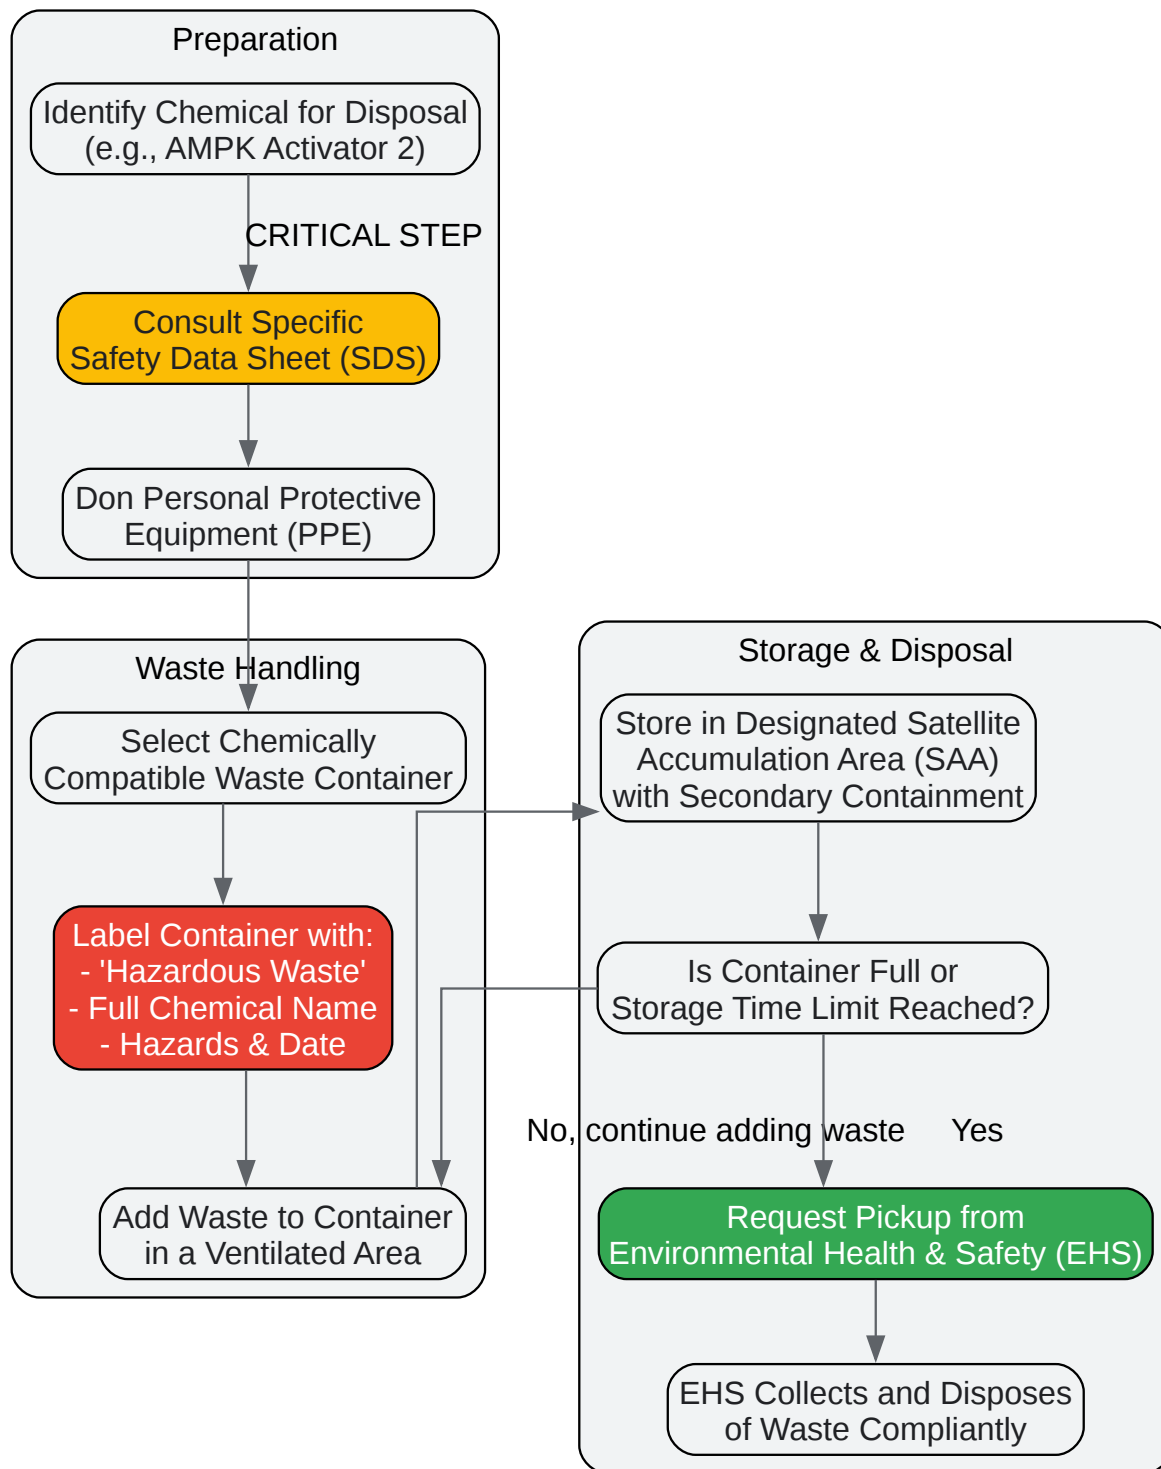 Preparation
Identify Chemical for Disposal
(e.g., AMPK Activator 2)
CRITICAL STEP
Consult Specific
Safety Data Sheet (SDS)
Don Personal Protective
Equipment (PPE)
Waste Handling
Select Chemically
Compatible Waste Container
Label Container with:
- 'Hazardous Waste'
- Full Chemical Name
- Hazards & Date
Add Waste to Container
in a Ventilated Area
Storage & Disposal
Store in Designated Satellite
Accumulation Area (SAA)
with Secondary Containment
Is Container Full or
Storage Time Limit Reached?
No, continue adding waste
Yes
Request Pickup from
Environmental Health & Safety (EHS)
EHS Collects and Disposes
of Waste Compliantly